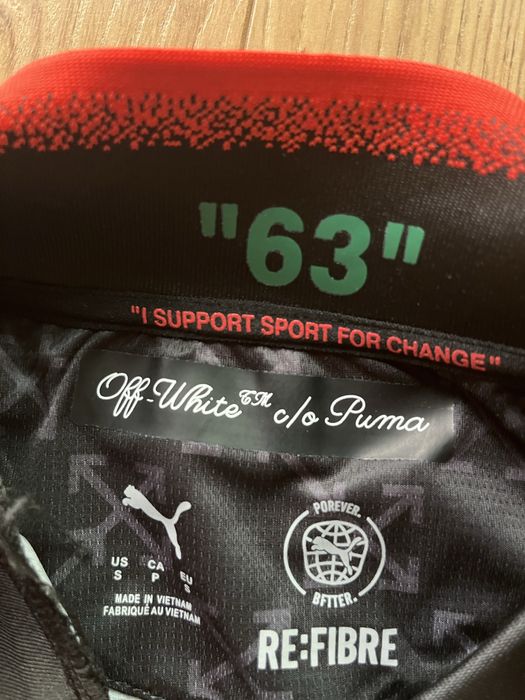 "63"
"I SUPPORT SPORT FOR CHANGE"
Off-White™ c/o Puma
US CA EU
S P S
MADE IN VIETNAM
FABRIQUÉ AU VIETNAM
FOREVER.
BETTER.
RE:FIBRE